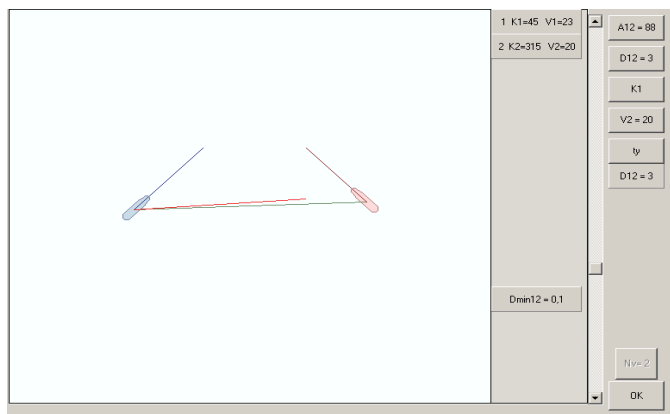 1 K1=45 V1=23
2 K2=315 V2=20
Dmin12 = 0,1
A12 = 88
D12 = 3
K1
V2 = 20
ty
D12 = 3
Nv= 2
OK